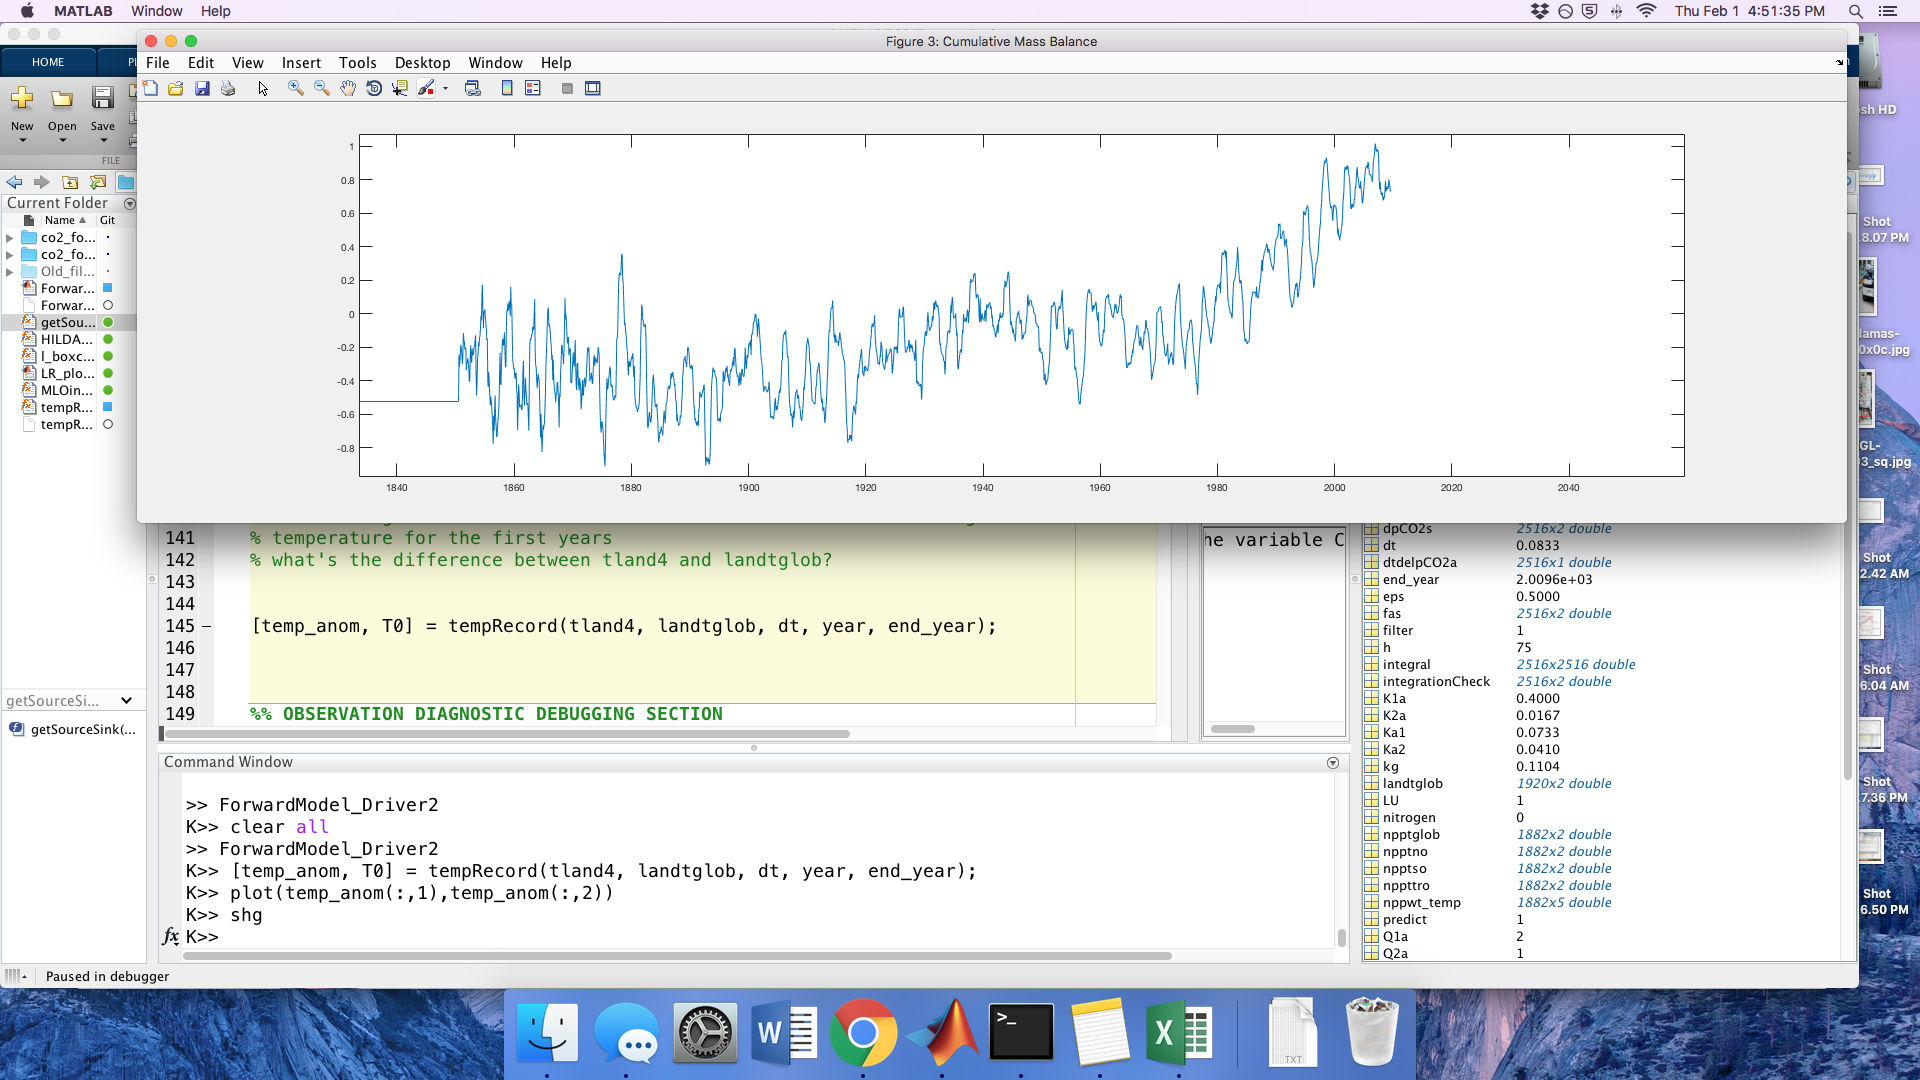 MATLAB Window Help
Thu Feb 1 4:51:35 PM
Figure 3: Cumulative Mass Balance
File Edit View Insert Tools Desktop Window Help
HOME
New Open Save
FILE
1
0.8
0.6
0.4
0.2
0
-0.2
-0.4
-0.6
-0.8
1840 1860 1880 1900 1920 1940 1960 1980 2000 2020 2040
Current Folder
Name Git
co2_fo...
co2_fo...
Old_fil...
Forwar...
Forwar...
getSou...
HILDA...
l_boxc...
LR_plo...
MLOin...
tempR...
tempR...
getSourceSi...
getSourceSink(...
141 % temperature for the first years
142 % what's the difference between tland4 and landtglob?
143
144
145 [temp_anom, T0] = tempRecord(tland4, landtglob, dt, year, end_year);
146
147
148
149 %% OBSERVATION DIAGNOSTIC DEBUGGING SECTION
he variable C
Command Window
>> ForwardModel_Driver2
K>> clear all
>> ForwardModel_Driver2
K>> [temp_anom, T0] = tempRecord(tland4, landtglob, dt, year, end_year);
K>> plot(temp_anom(:,1),temp_anom(:,2))
K>> shg
fx K>>
Paused in debugger
dpCO2s 2516x2 double
dt 0.0833
dtdelpCO2a 2516x1 double
end_year 2.0096e+03
eps 0.5000
fas 2516x2 double
filter 1
h 75
integral 2516x2516 double
integrationCheck 2516x2 double
K1a 0.4000
K2a 0.0167
Ka1 0.0733
Ka2 0.0410
kg 0.1104
landtglob 1920x2 double
LU 1
nitrogen 0
npptglob 1882x2 double
npptno 1882x2 double
npptso 1882x2 double
nppttro 1882x2 double
nppwt_temp 1882x5 double
predict 1
Q1a 2
Q2a 1
sh HD
Shot
8.07 PM
lamas-
0x0c.jpg
GL-
3_sq.jpg
Shot
2.42 AM
Shot
6.04 AM
Shot
7.36 PM
Shot
6.50 PM
W
>_
X
TXT